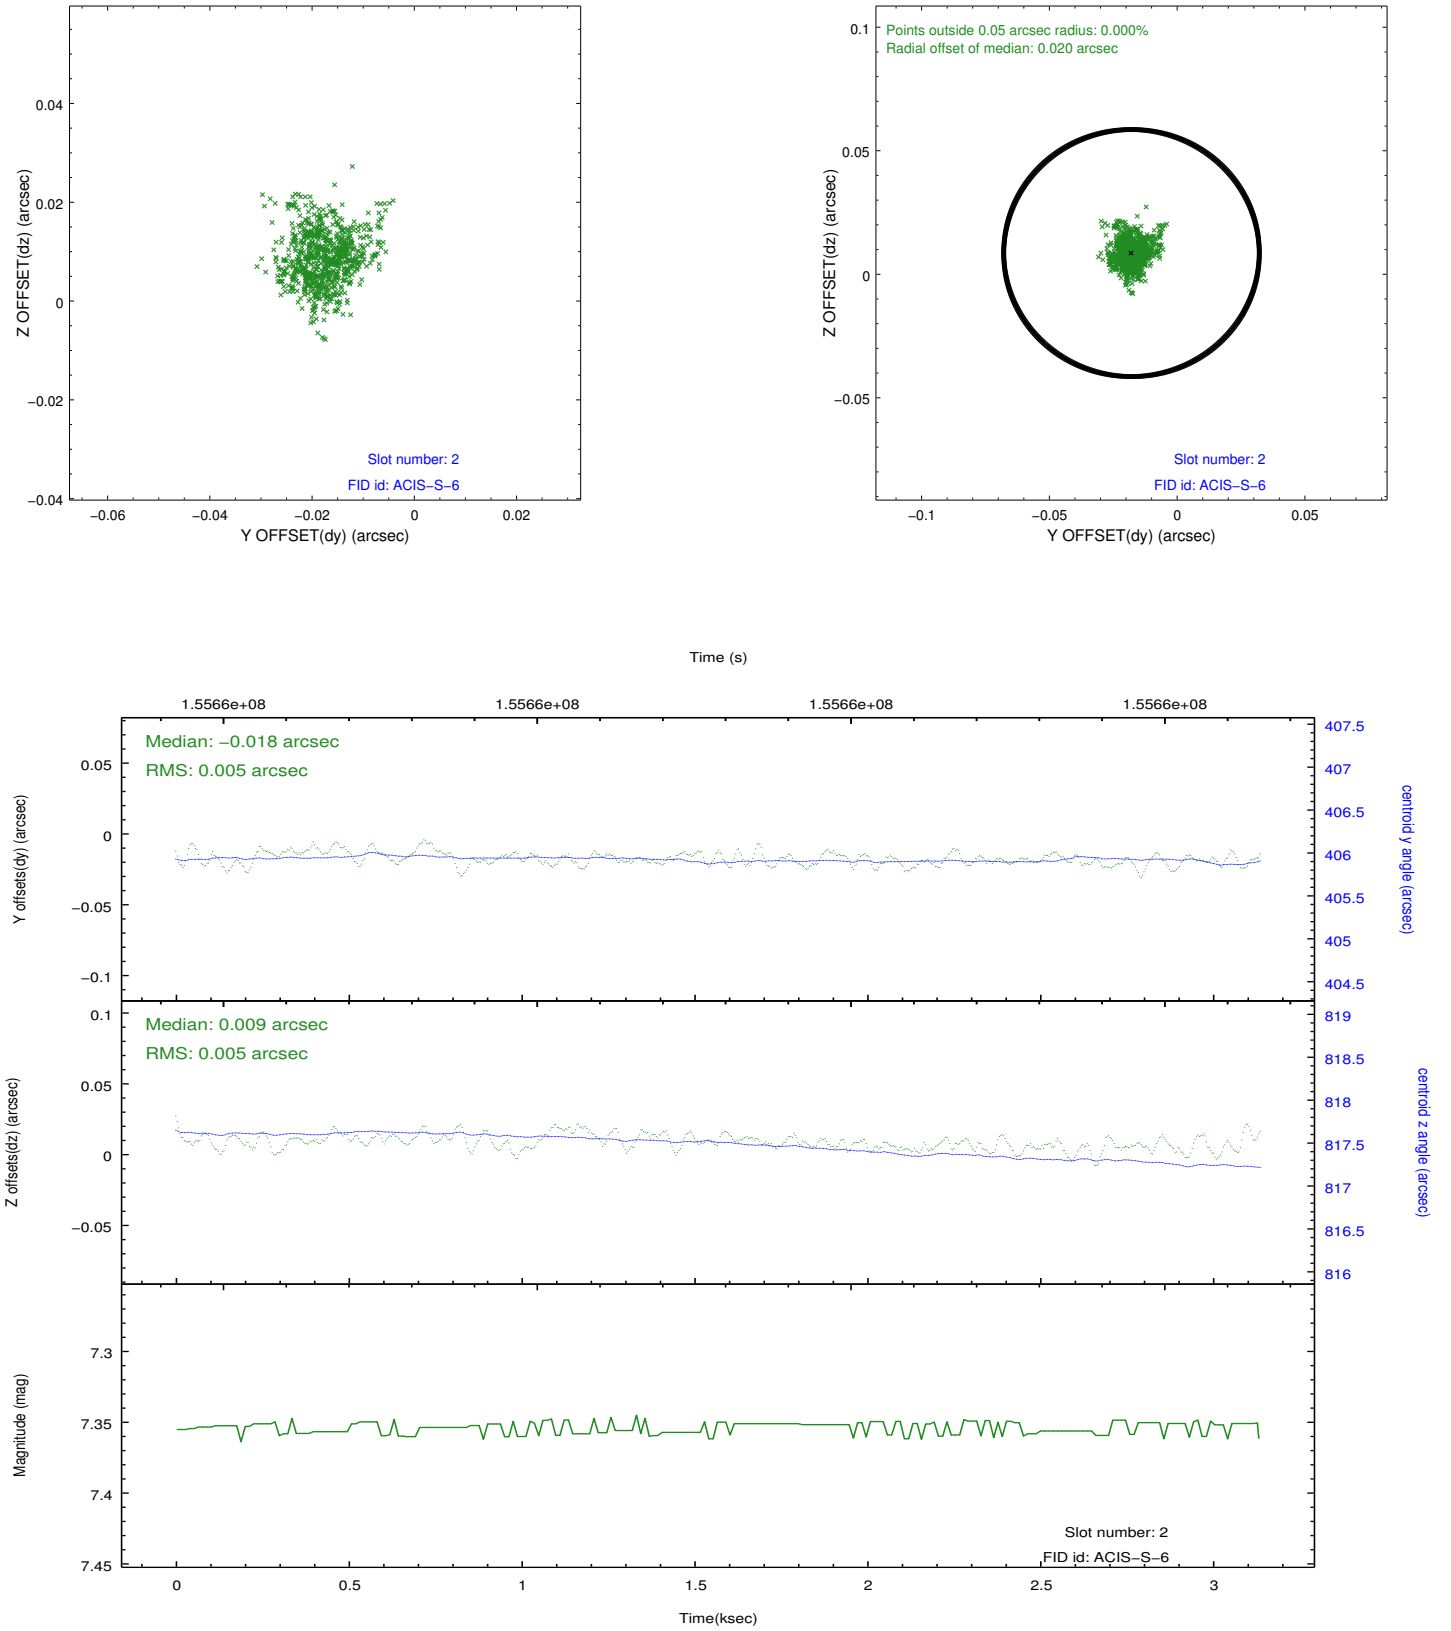 0.04
0.02
0
−0.02
−0.04
Z OFFSET(dz) (arcsec)
Slot number: 2
FID id: ACIS−S−6
−0.06
−0.04
−0.02
0
0.02
Y OFFSET(dy) (arcsec)
Points outside 0.05 arcsec radius: 0.000%
Radial offset of median: 0.020 arcsec
0.1
0.05
0
−0.05
Z OFFSET(dz) (arcsec)
Slot number: 2
FID id: ACIS−S−6
−0.1
−0.05
0
0.05
Y OFFSET(dy) (arcsec)
Time (s)
1.5566e+08
1.5566e+08
1.5566e+08
1.5566e+08
Median: −0.018 arcsec
RMS: 0.005 arcsec
0.05
0
−0.05
−0.1
Y offsets(dy) (arcsec)
407.5
407
406.5
406
405.5
405
404.5
centroid y angle (arcsec)
Median: 0.009 arcsec
RMS: 0.005 arcsec
0.1
0.05
0
−0.05
Z offsets(dz) (arcsec)
819
818.5
818
817.5
817
816.5
816
centroid z angle (arcsec)
7.3
7.35
7.4
7.45
Magnitude (mag)
Slot number: 2
FID id: ACIS−S−6
0
0.5
1
1.5
2
2.5
3
Time(ksec)